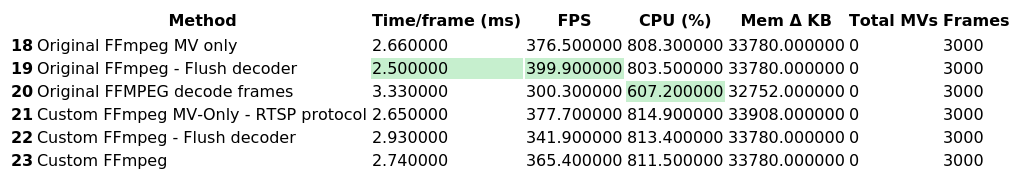 Method Time/frame (ms) FPS CPU (%) Mem Δ KB Total MVs Frames
18 Original FFmpeg MV only 2.660000 376.500000 808.300000 33780.000000 0 3000
19 Original FFmpeg - Flush decoder 2.500000 399.900000 803.500000 33780.000000 0 3000
20 Original FFMPEG decode frames 3.330000 300.300000 607.200000 32752.000000 0 3000
21 Custom FFmpeg MV-Only - RTSP protocol 2.650000 377.700000 814.900000 33908.000000 0 3000
22 Custom FFmpeg - Flush decoder 2.930000 341.900000 813.400000 33780.000000 0 3000
23 Custom FFmpeg 2.740000 365.400000 811.500000 33780.000000 0 3000